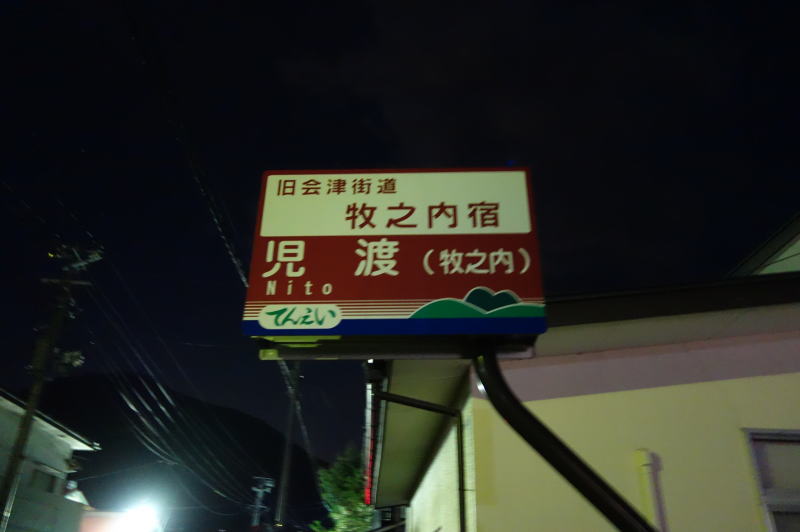 旧会津街道
牧之内宿
児渡(牧之内)
Nito
てんえい